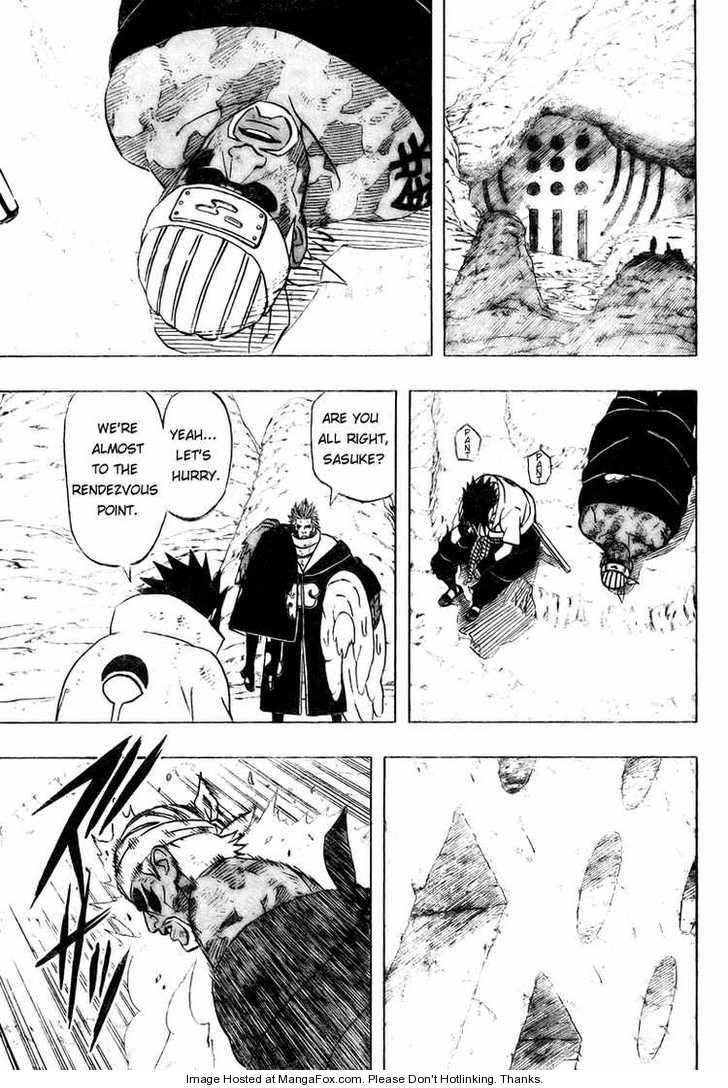 PANT
PANT
ARE YOU
ALL RIGHT,
SASUKE?
YEAH...
LET'S
HURRY.
WE'RE
ALMOST
TO THE
RENDEZVOUS
POINT.
Image Hosted at MangaFox.com. Please Don't Hotlinking. Thanks.